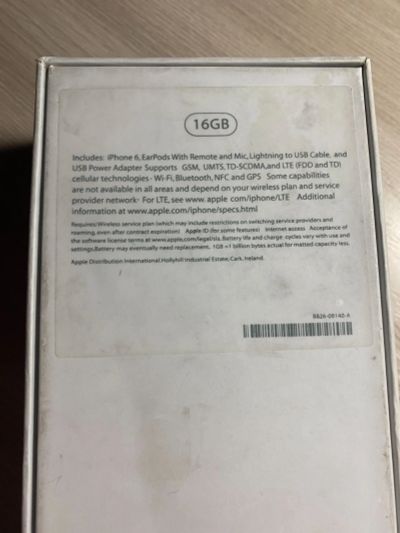 16GB
Includes: iPhone 6, EarPods With Remote and Mic, Lightning to USB Cable, and
USB Power Adapter Supports GSM, UMTS, TD-SCDMA,and LTE (FDD and TD)
cellular technologies· Wi-Fi, Bluetooth, NFC and GPS Some capabilities
are not available in all areas and depend on your wireless plan and service
provider network· For LTE, see www. apple com/iphone/LTE Additional
information at www.apple.com/iphone/specs.html
Requires:Wireless service plan (which may include restrictions on switching service providers and
roaming, even after contract expiration) Apple ID (for some features) Internet access Acceptance of
the software license terms at www.apple.com/legal/sla. Battery life and charge cycles vary with use and
settings.Battery may eventually need replacement. 1GB =1 billion bytes actual for matted capacity less.
Apple Distribution International, Hollyhill Industrial Estate, Cark, Ireland.
BB26-09140-A